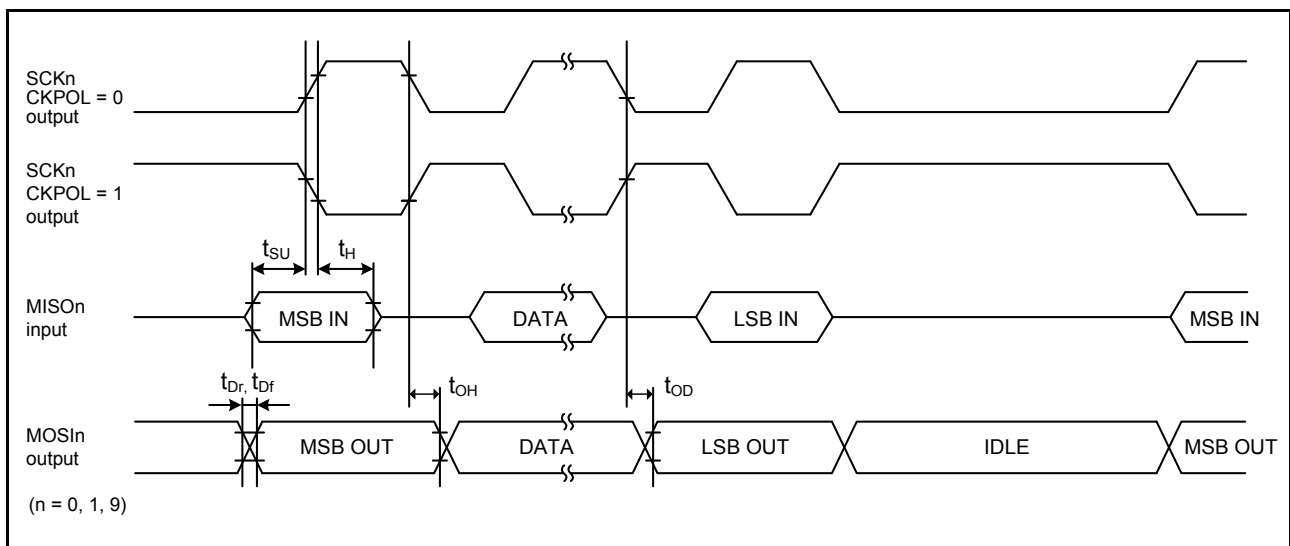 SCKn
CKPOL = 0
output
SCKn
CKPOL = 1
output
tSU
tH
MISOn
input
MSB IN
DATA
LSB IN
MSB IN
tDr, tDf
tOH
tOD
MOSIn
output
MSB OUT
DATA
LSB OUT
IDLE
MSB OUT
(n = 0, 1, 9)